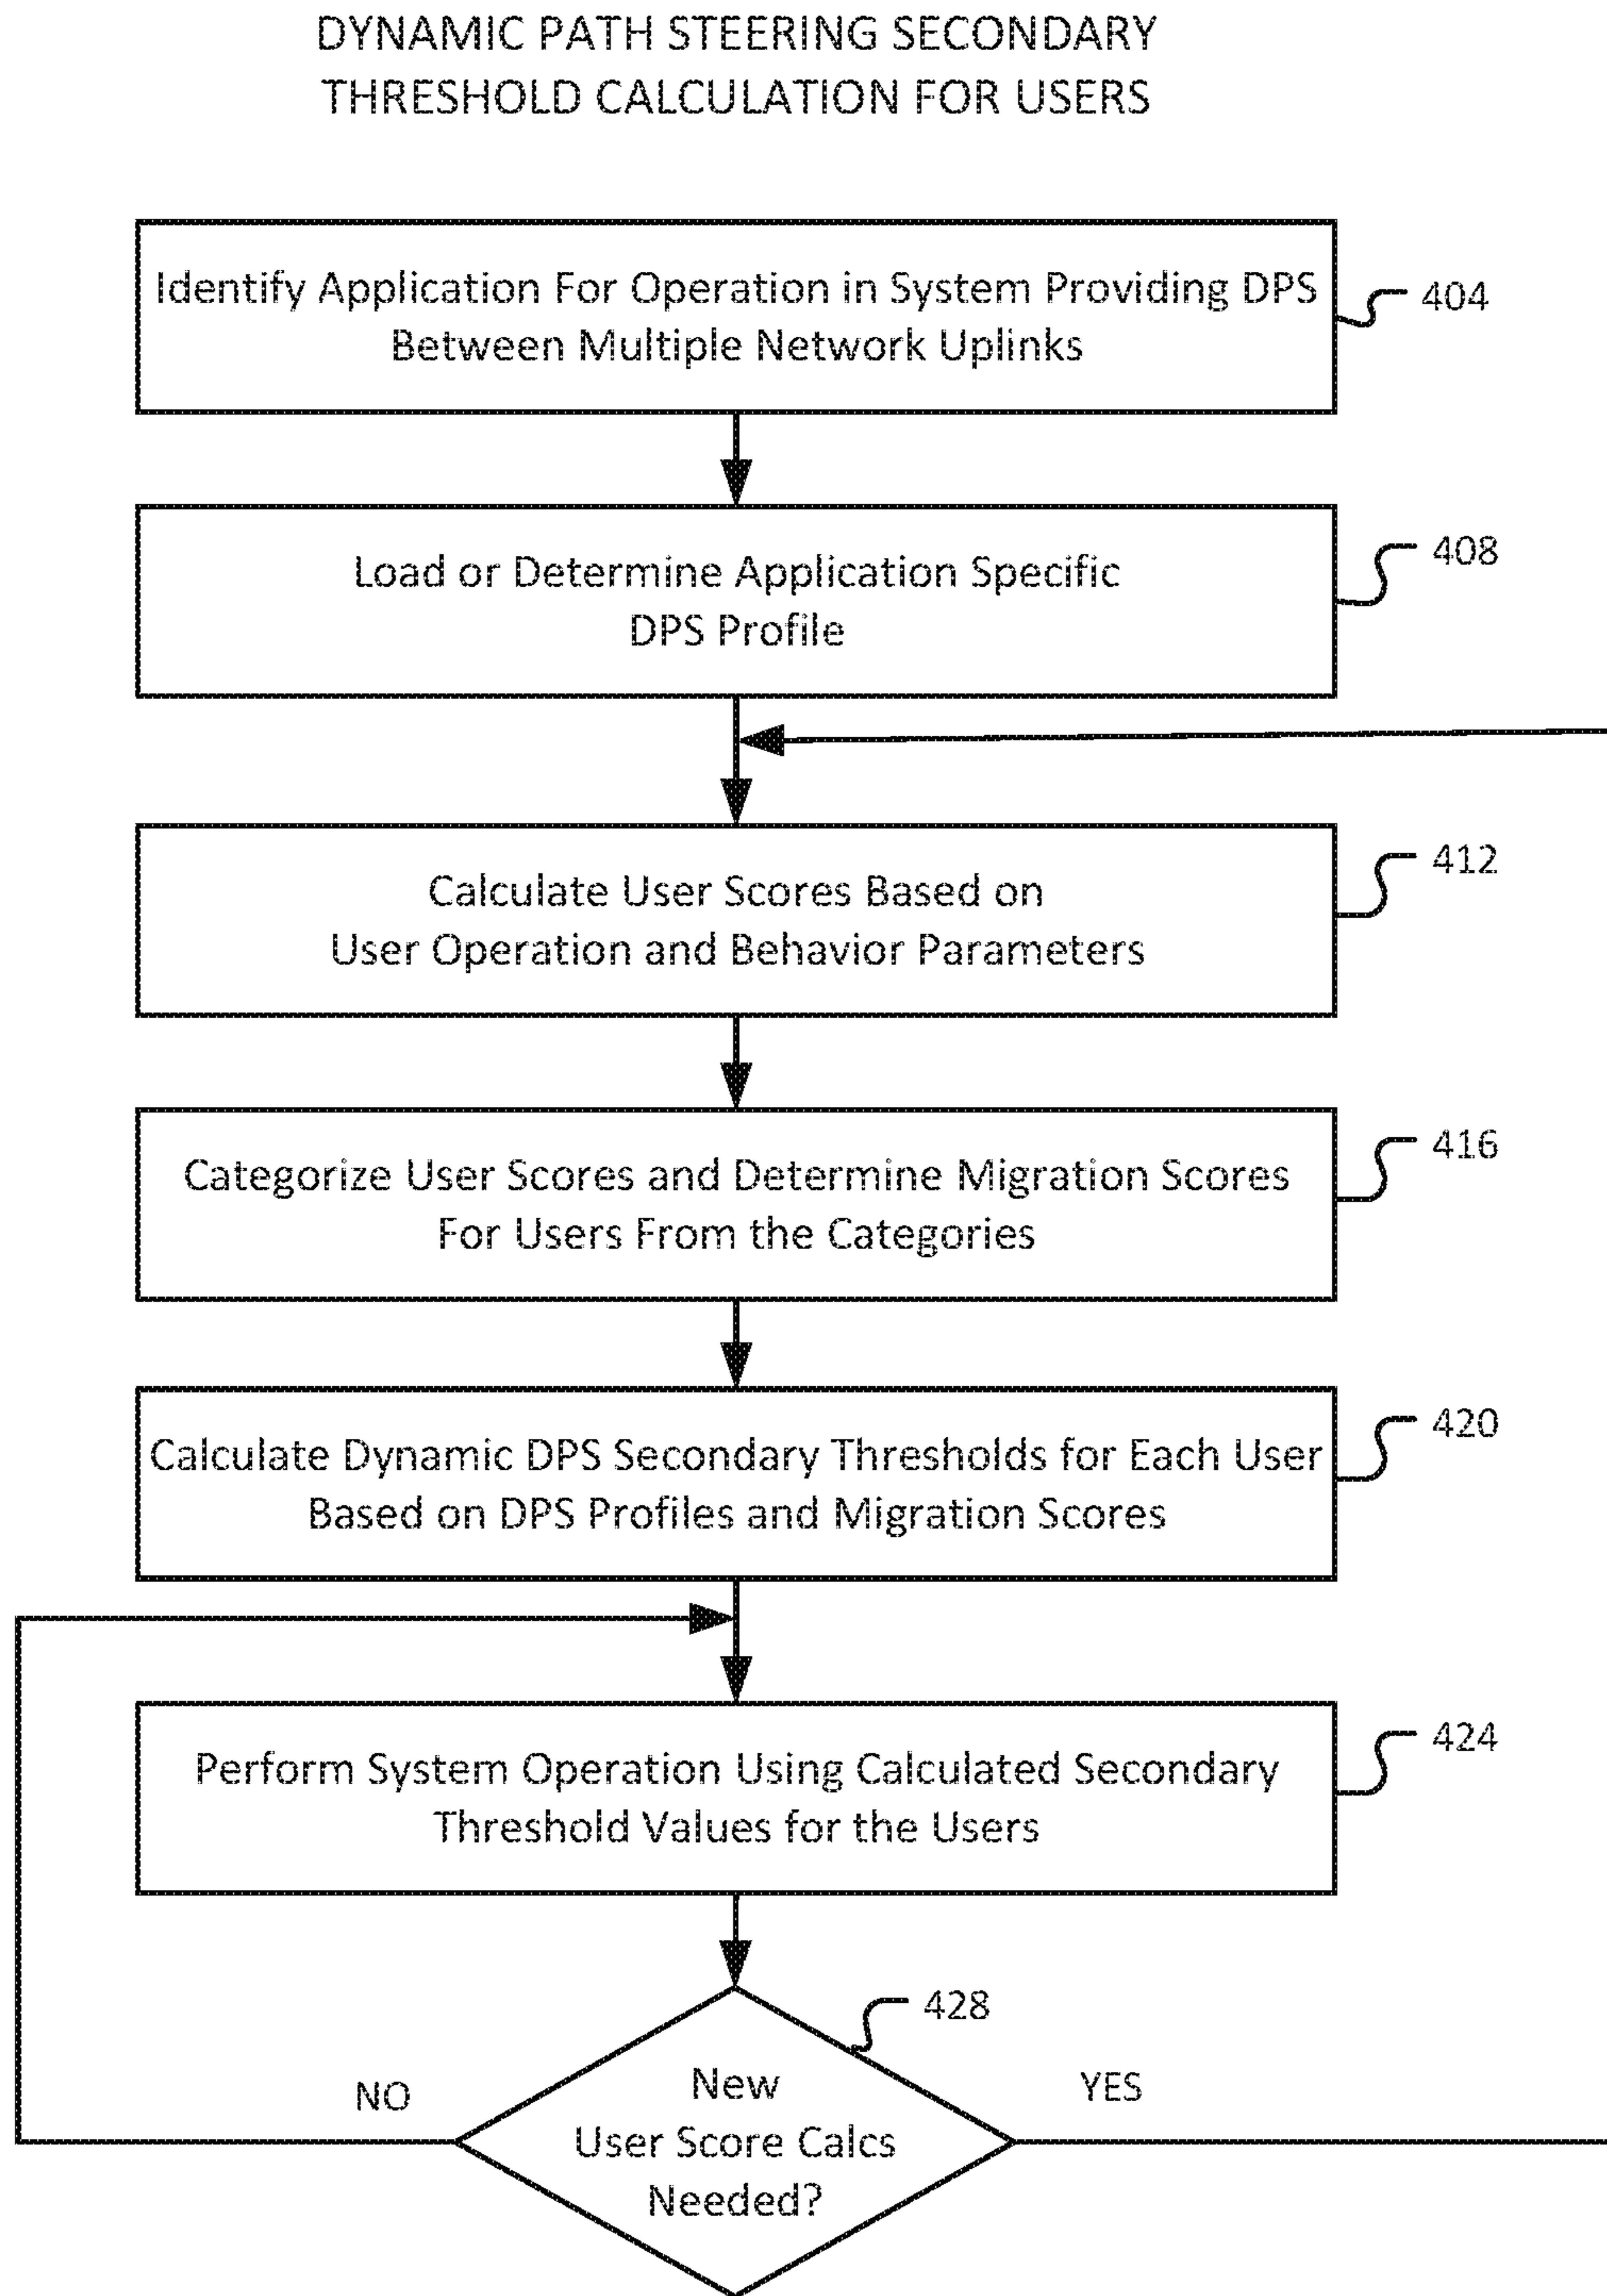 DYNAMIC PATH STEERING SECONDARY
THRESHOLD CALCULATION FOR USERS
Identify Application For Operation in System Providing DPS
Between Multiple Network Uplinks
404
Load or Determine Application Specific
DPS Profile
408
Calculate User Scores Based on
User Operation and Behavior Parameters
412
Categorize User Scores and Determine Migration Scores
For Users From the Categories
416
Calculate Dynamic DPS Secondary Thresholds for Each User
Based on DPS Profiles and Migration Scores
420
Perform System Operation Using Calculated Secondary
Threshold Values for the Users
424
428
New
User Score Calcs
Needed?
NO
YES